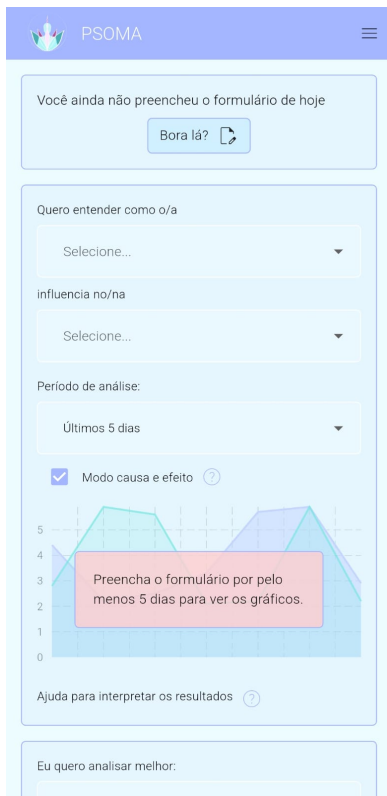 PSOMA
Você ainda não preencheu o formulário de hoje
Bora lá?
Quero entender como o/a
Selecione...
influencia no/na
Selecione...
Período de análise:
Últimos 5 dias
Modo causa e efeito ?
5
4
3
2
1
0
Preencha o formulário por pelo
menos 5 dias para ver os gráficos.
Ajuda para interpretar os resultados ?
Eu quero analisar melhor: